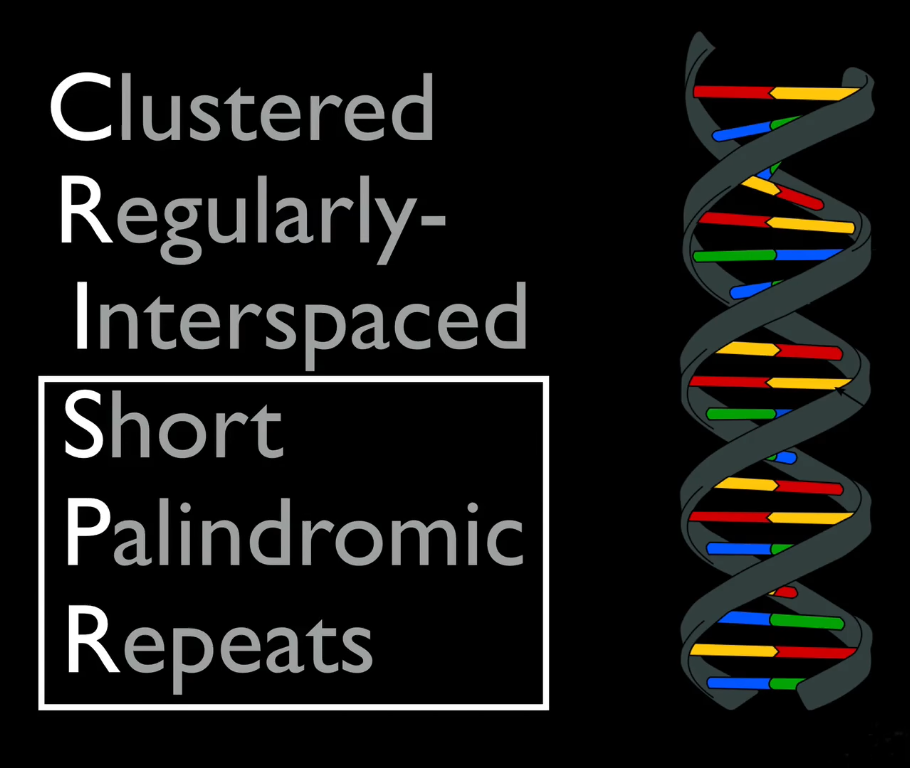 Clustered
Regularly-
Interspaced
Short
Palindromic
Repeats